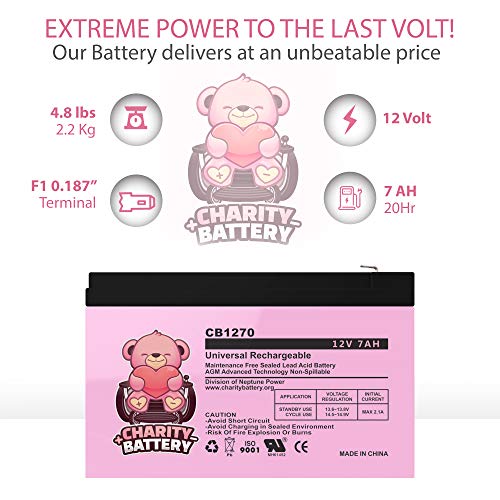 EXTREME POWER TO THE LAST VOLT!
Our Battery delivers at an unbeatable price
4.8 lbs
2.2 Kg
12 Volt
F1 0.187”
Terminal
7 AH
20Hr
CHARITY
BATTERY
CB1270
12V 7AH
Universal Rechargeable
Maintenance Free Sealed Lead Acid Battery
AGM Advanced Technology Non-Spillable
Division of Neptune Power
www.charitybattery.org
APPLICATION VOLTAGE REGULATION INITIAL CURRENT
STANDBY USE 13.6~13.8V MAX 2.1A
CYCLE USE 14.5~14.9V
CAUTION
-Avoid Short Circuit
-Avoid Charging in Sealed Environment
-Risk of Fire Explosion Or Burns
CHARITY
BATTERY
Pb
ISO
9001
MH61452
MADE IN CHINA